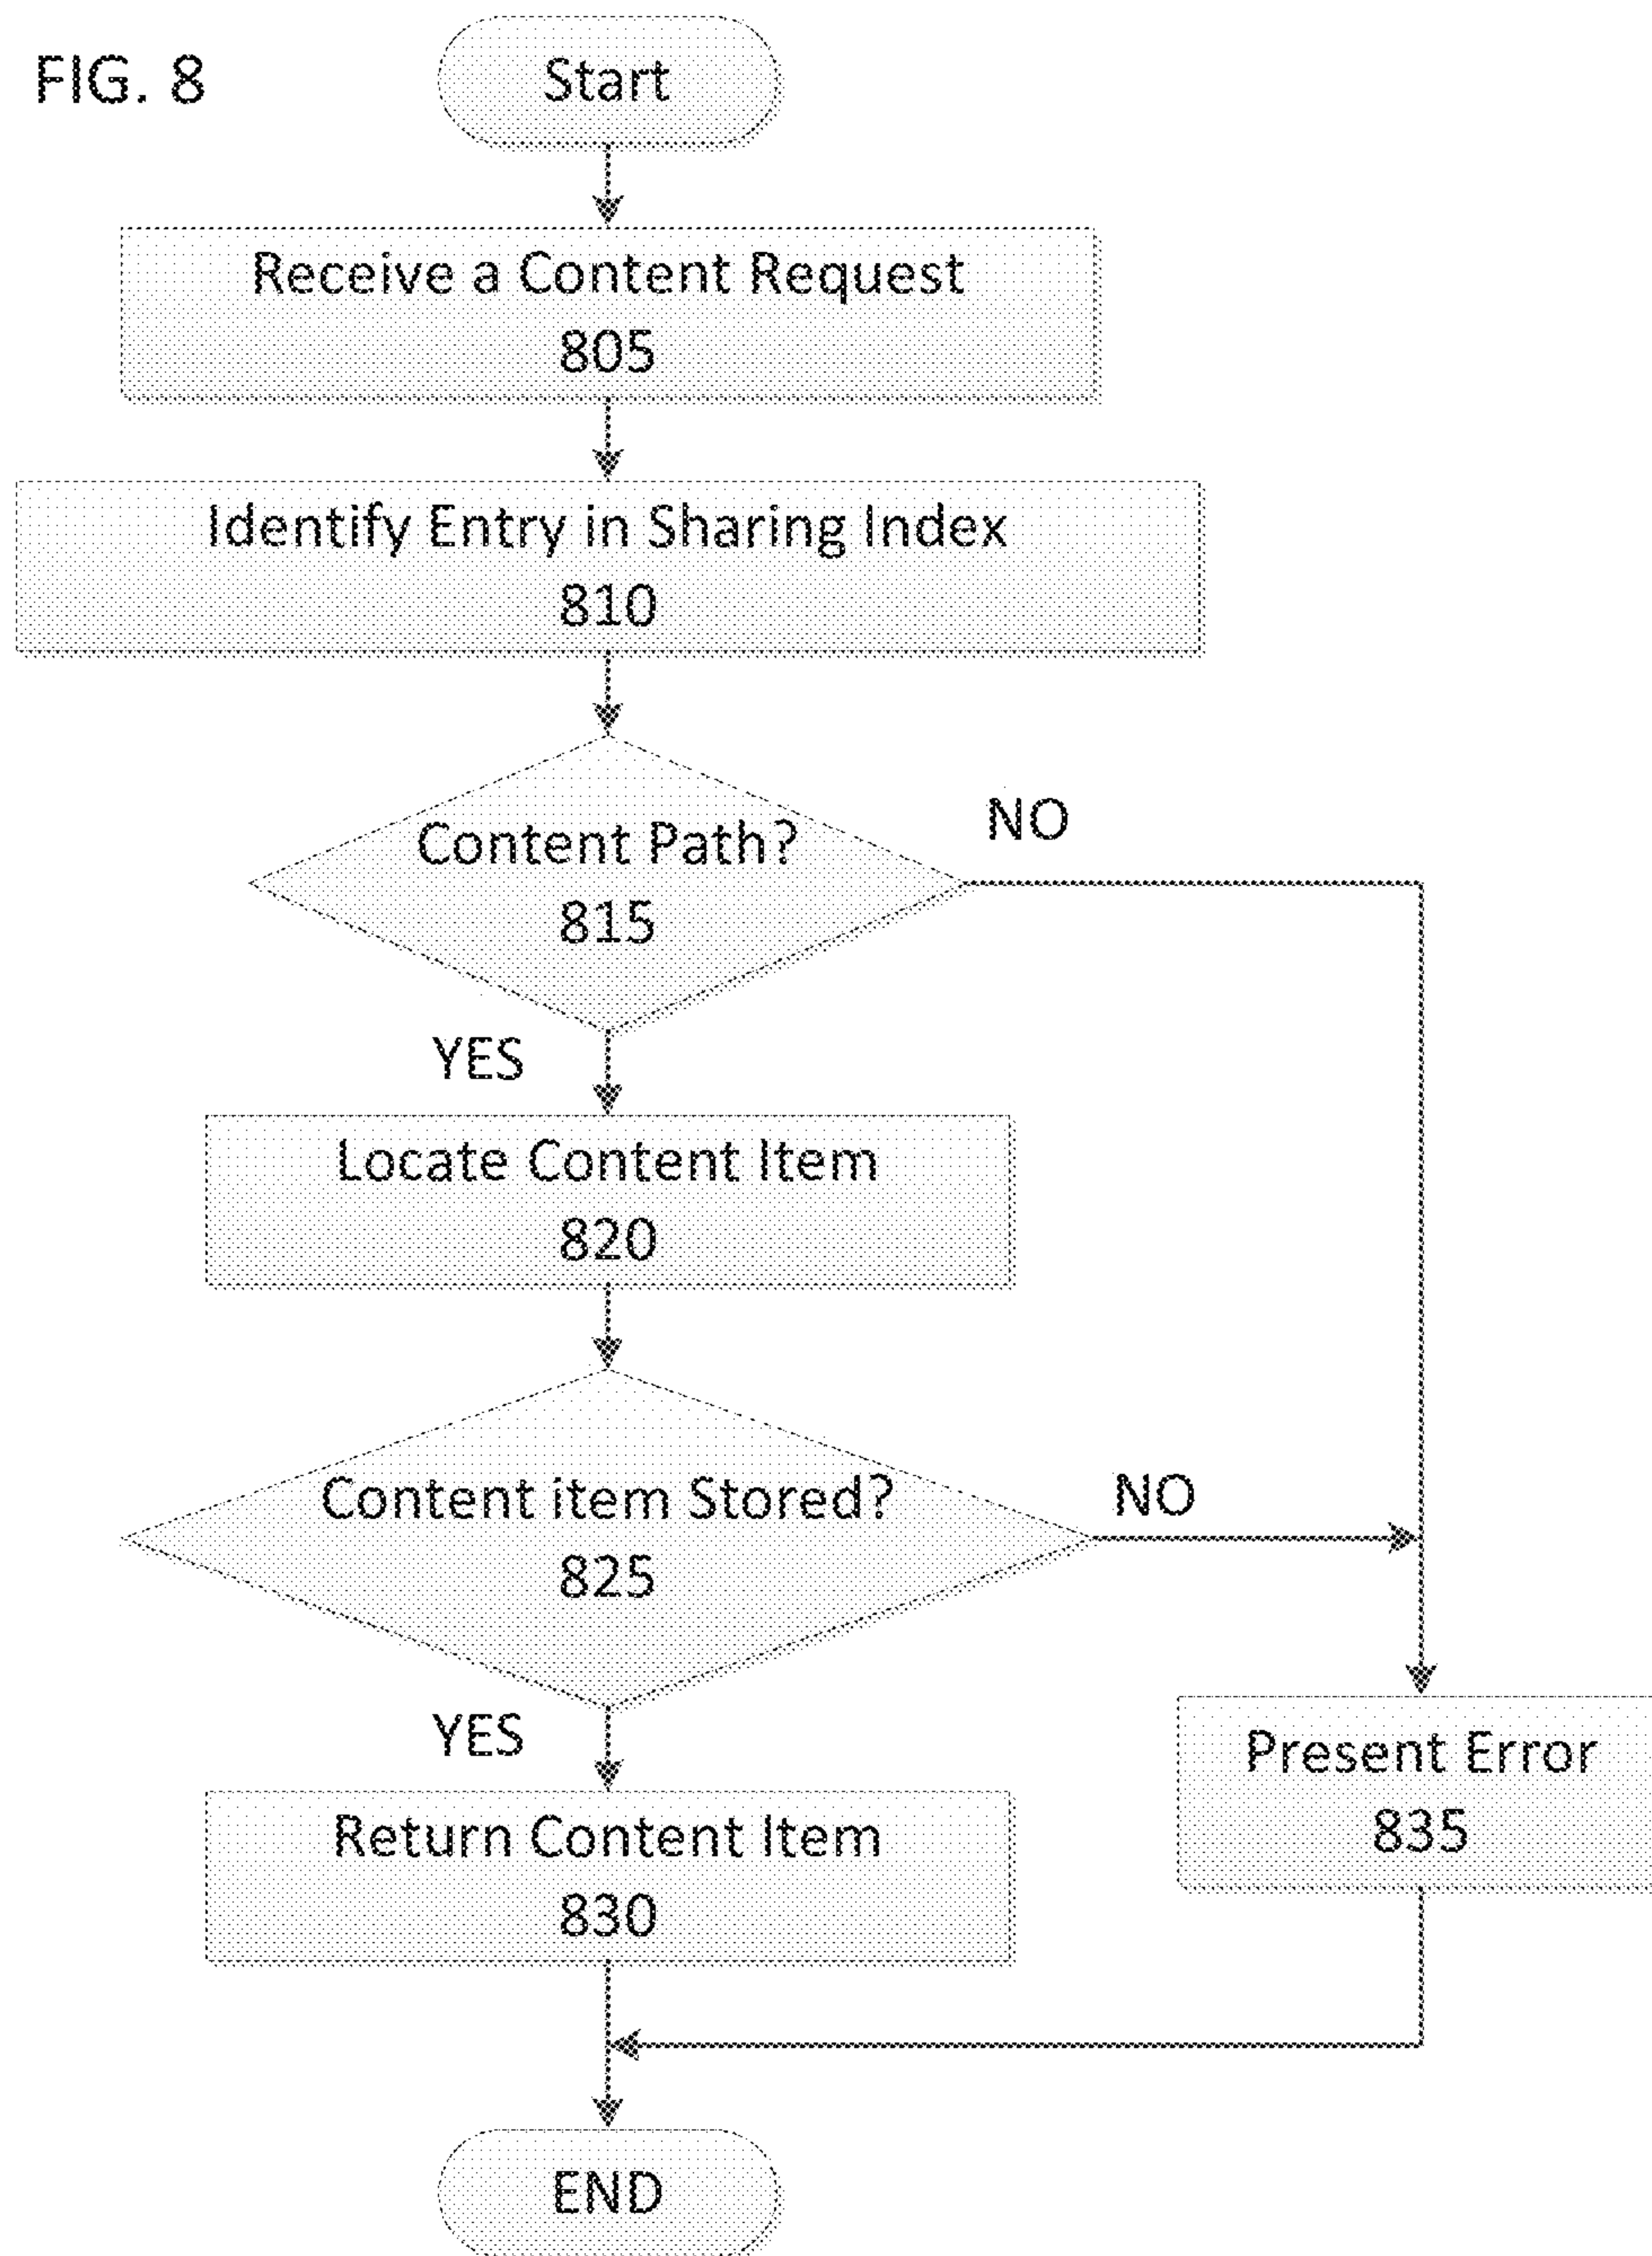 FIG. 8
Start
Receive a Content Request
805
Identify Entry in Sharing Index
810
Content Path?
815
NO
YES
Locate Content Item
820
Content item Stored?
825
NO
YES
Return Content Item
830
Present Error
835
END